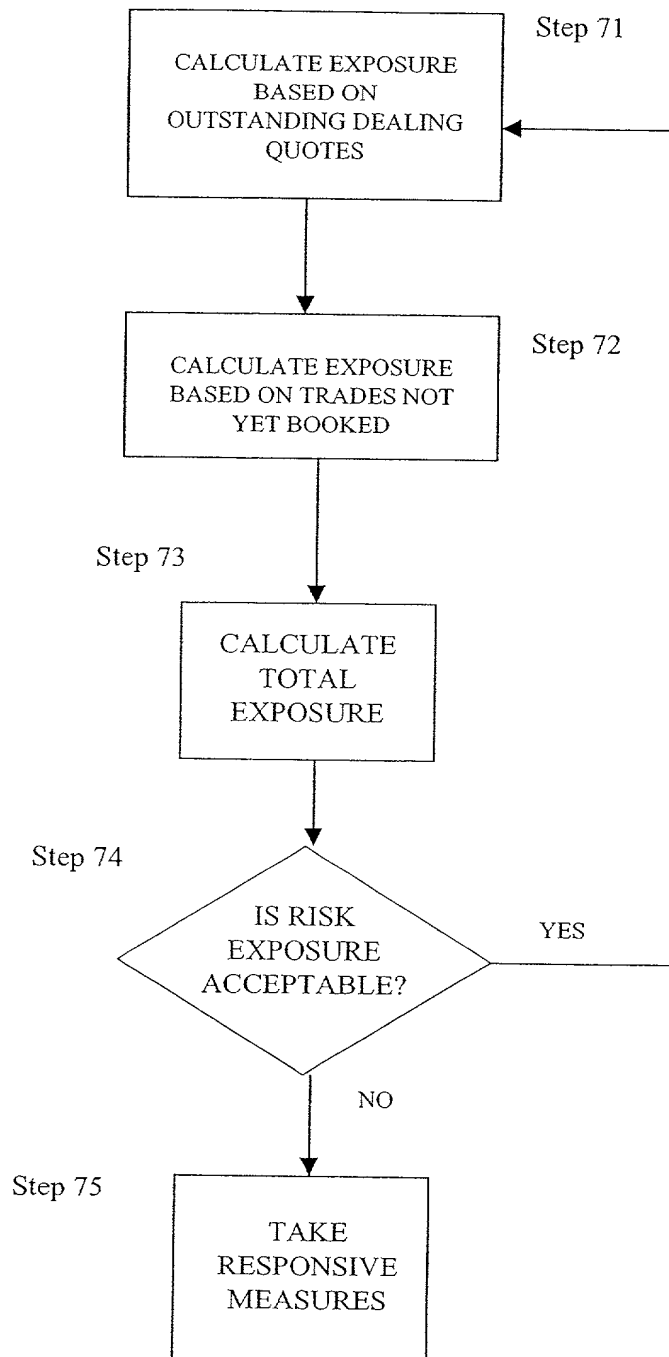 Step 71
CALCULATE EXPOSURE
BASED ON
OUTSTANDING DEALING
QUOTES
Step 72
CALCULATE EXPOSURE
BASED ON TRADES NOT
YET BOOKED
Step 73
CALCULATE
TOTAL
EXPOSURE
Step 74
IS RISK
EXPOSURE
ACCEPTABLE?
YES
NO
Step 75
TAKE
RESPONSIVE
MEASURES